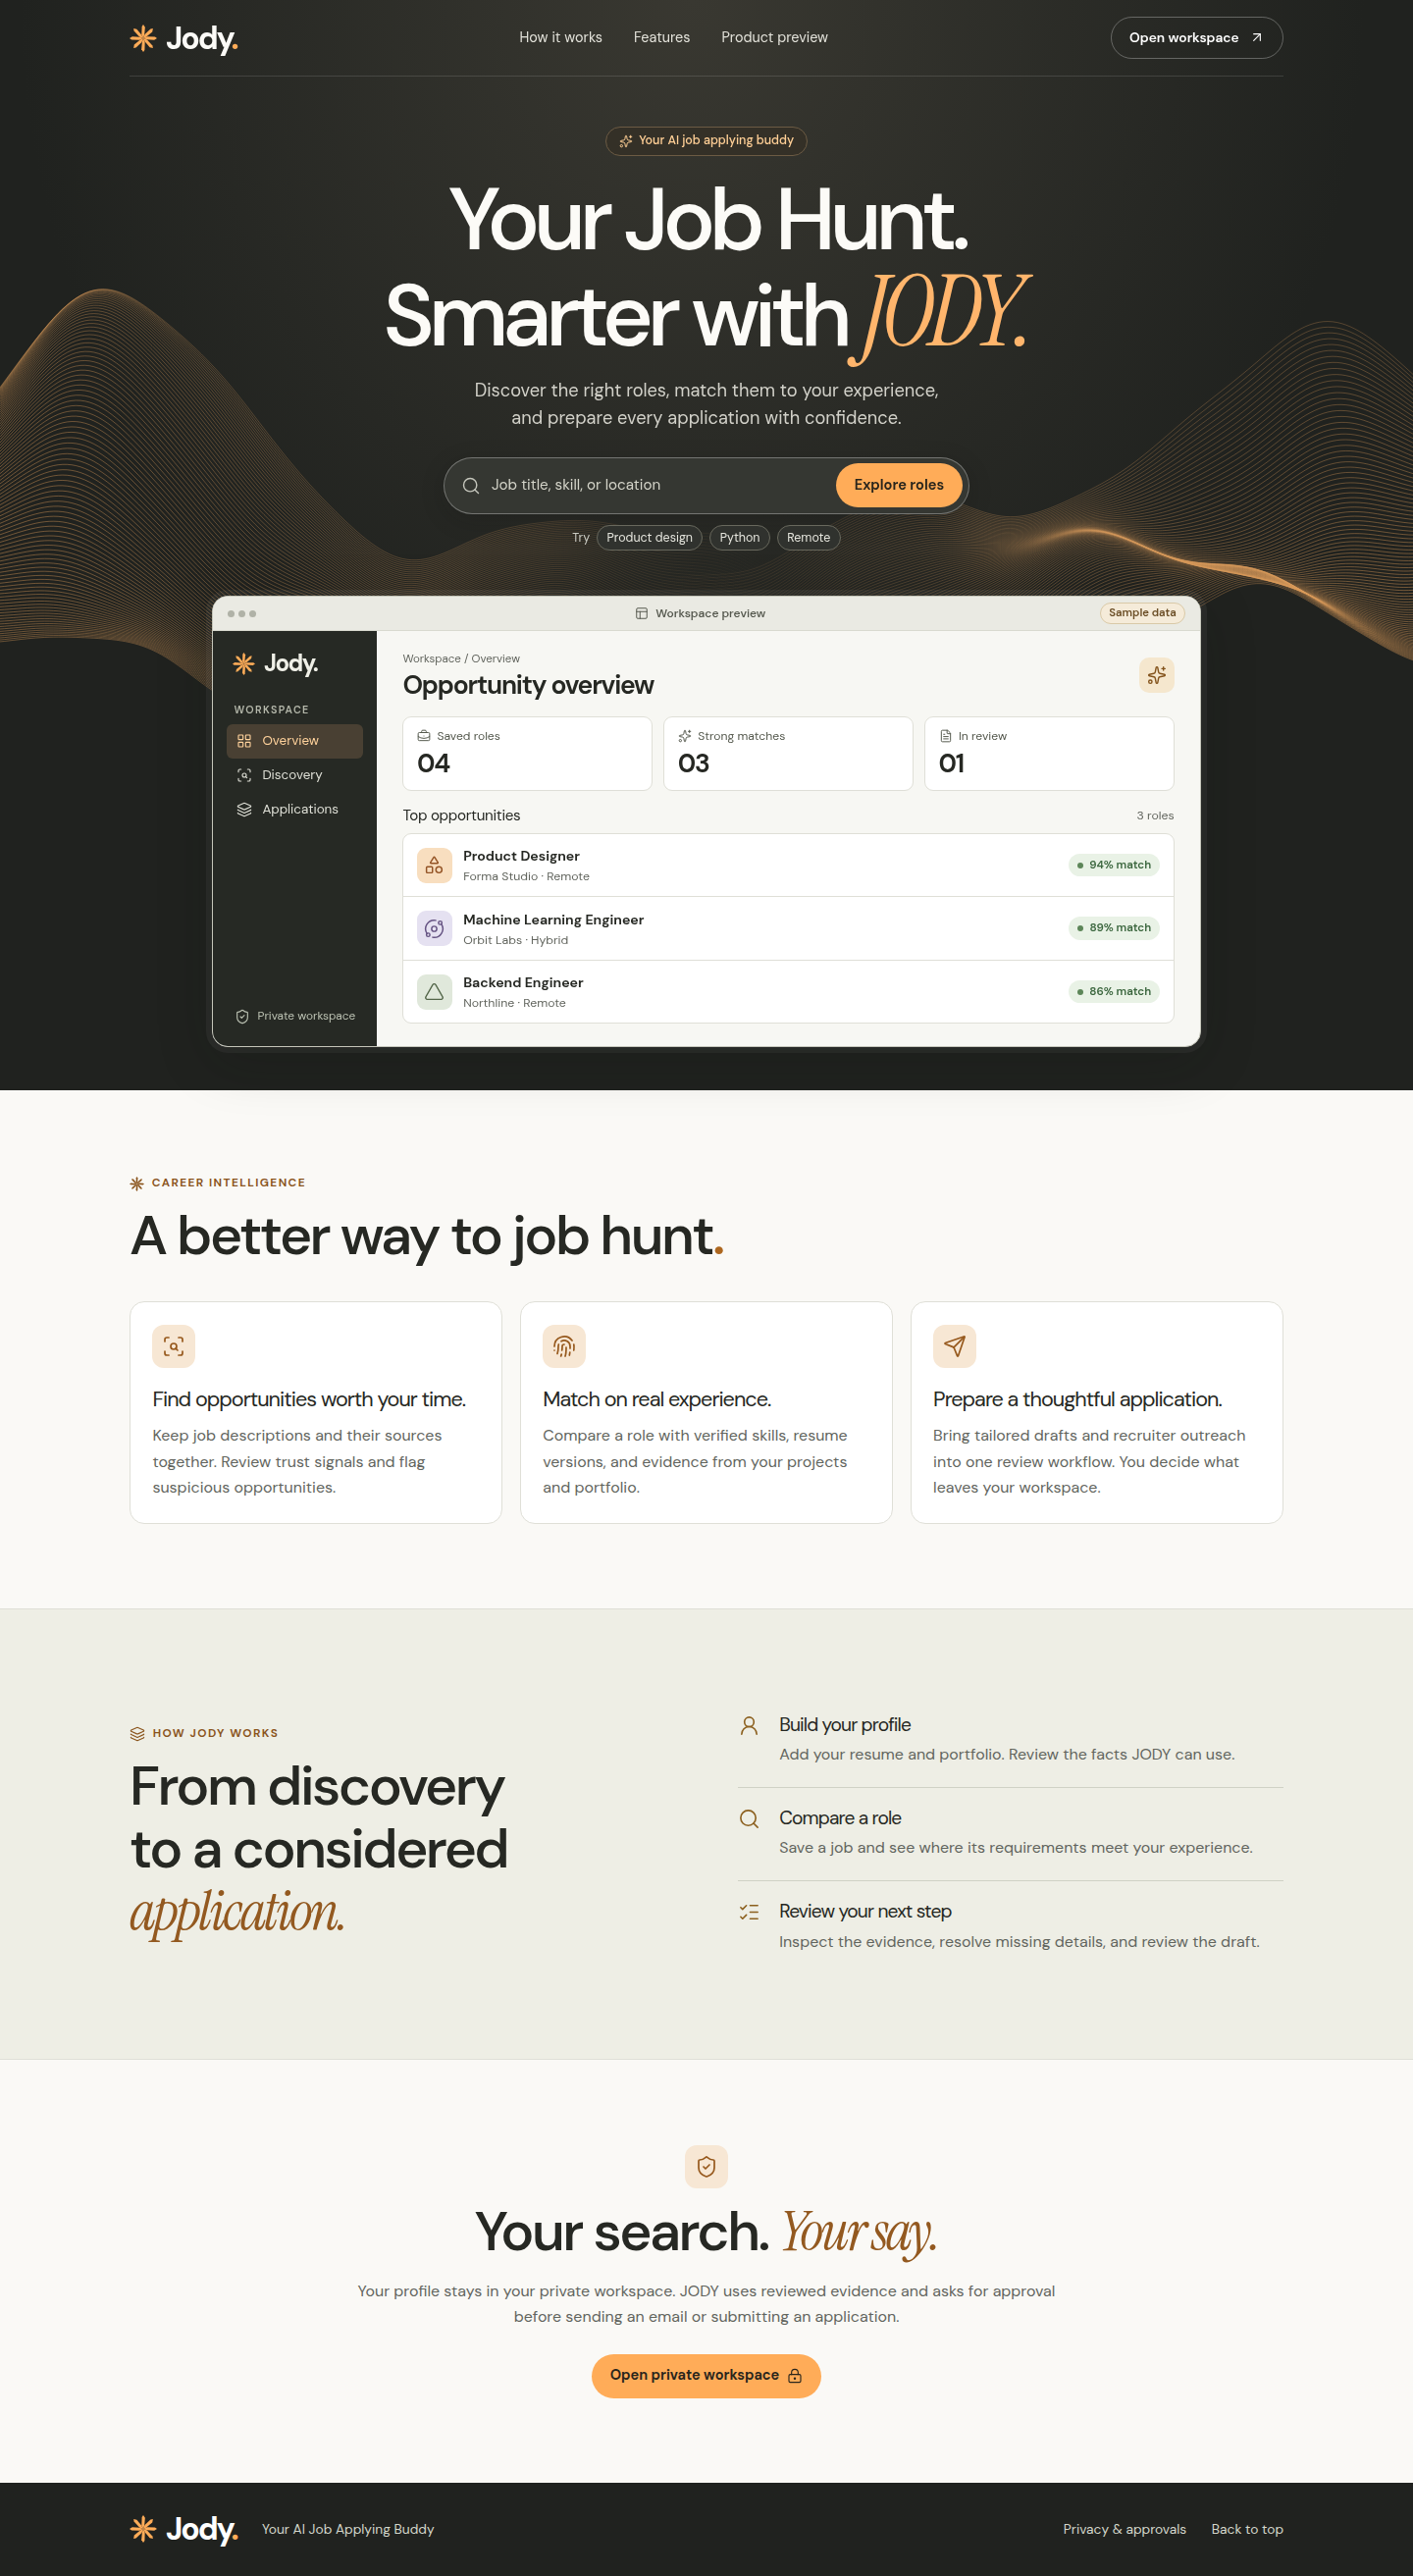 Jody.
How it works
Features
Product preview
Open workspace
Your AI job applying buddy
Your Job Hunt.
Smarter with JODY.
Discover the right roles, match them to your experience,
and prepare every application with confidence.
Job title, skill, or location
Explore roles
Try
Product design
Python
Remote
Workspace preview
Sample data
Jody.
WORKSPACE
Overview
Discovery
Applications
Private workspace
Workspace / Overview
Opportunity overview
Saved roles
04
Strong matches
03
In review
01
Top opportunities
3 roles
Product Designer
Forma Studio · Remote
94% match
Machine Learning Engineer
Orbit Labs · Hybrid
89% match
Backend Engineer
Northline · Remote
86% match
CAREER INTELLIGENCE
A better way to job hunt.
Find opportunities worth your time.
Keep job descriptions and their sources
together. Review trust signals and flag
suspicious opportunities.
Match on real experience.
Compare a role with verified skills, resume
versions, and evidence from your projects
and portfolio.
Prepare a thoughtful application.
Bring tailored drafts and recruiter outreach
into one review workflow. You decide what
leaves your workspace.
HOW JODY WORKS
From discovery
to a considered
application.
Build your profile
Add your resume and portfolio. Review the facts JODY can use.
Compare a role
Save a job and see where its requirements meet your experience.
Review your next step
Inspect the evidence, resolve missing details, and review the draft.
Your search. Your say.
Your profile stays in your private workspace. JODY uses reviewed evidence and asks for approval
before sending an email or submitting an application.
Open private workspace
Jody.
Your AI Job Applying Buddy
Privacy & approvals
Back to top